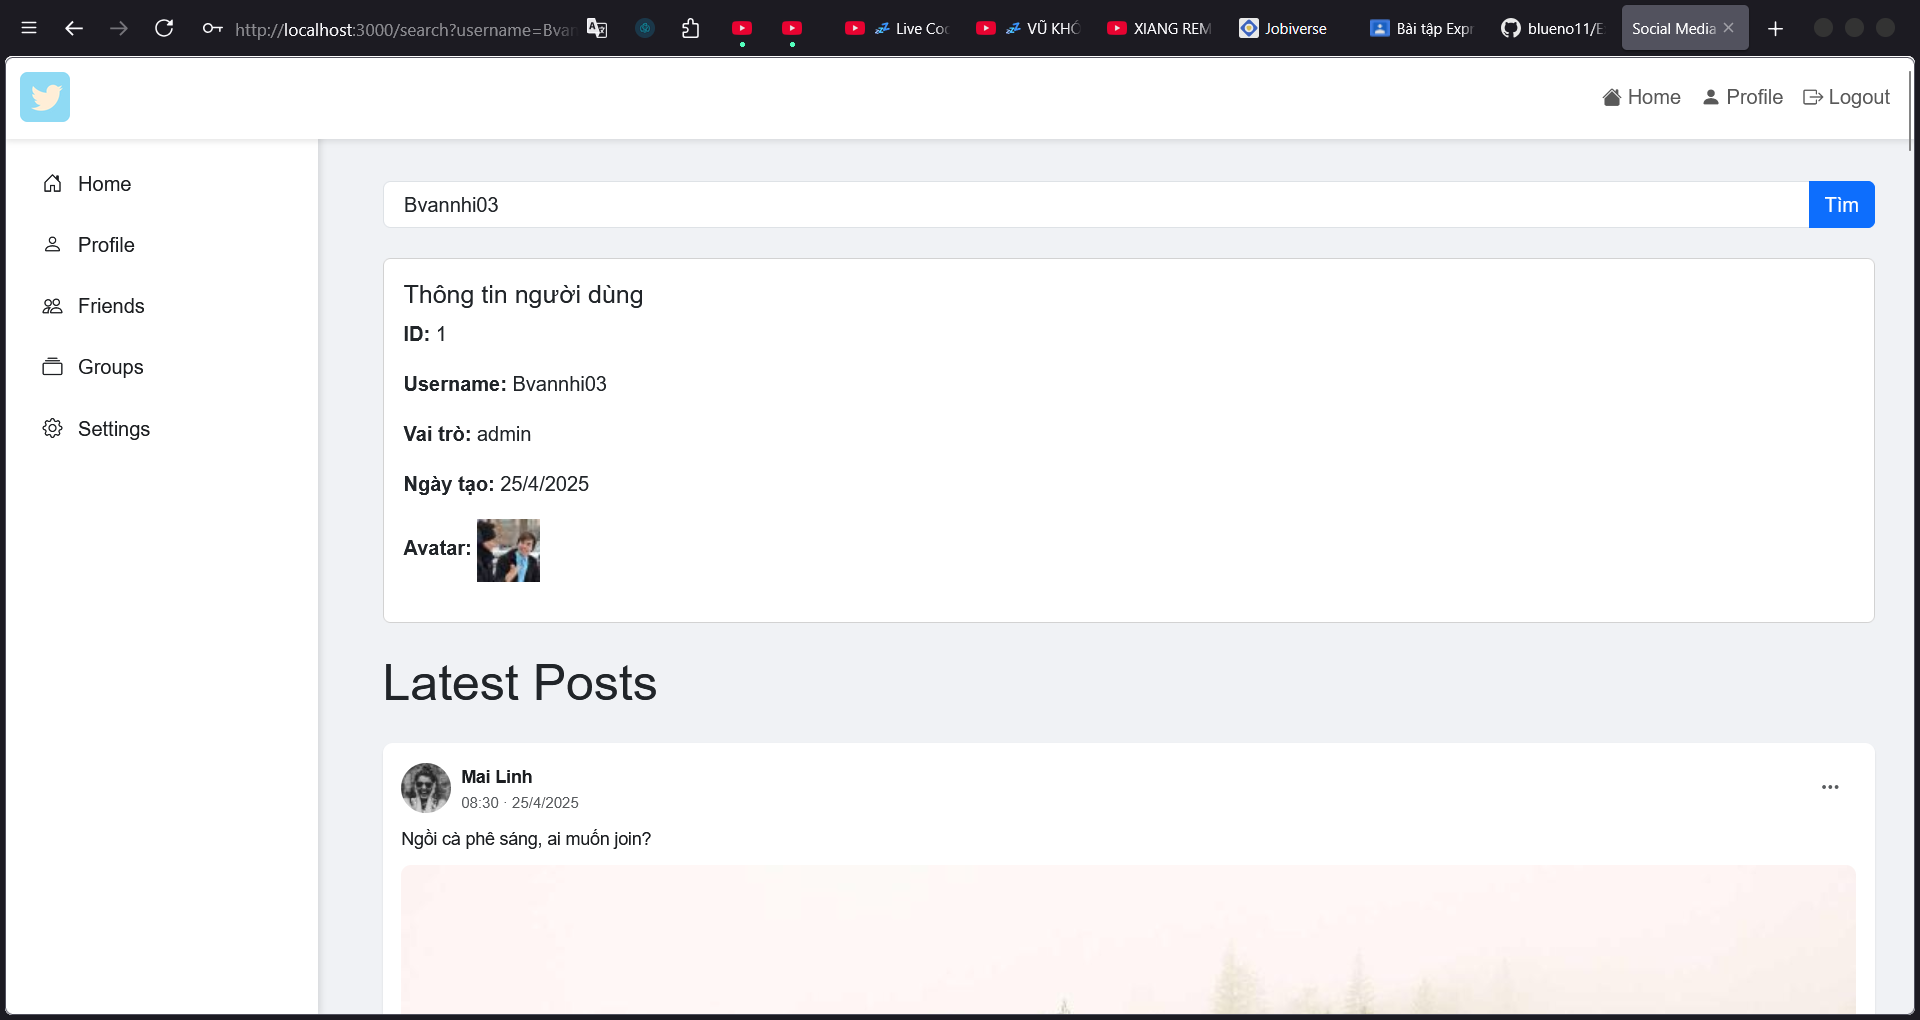 http://localhost:3000/search?username=Bvan
Live Coc
VŨ KHÓ
XIANG REM
Jobiverse
Bài tập Expr
blueno11/E
Social Media
Home
Profile
Logout
Home
Profile
Friends
Groups
Settings
Bvannhi03
Tìm
Thông tin người dùng
ID: 1
Username: Bvannhi03
Vai trò: admin
Ngày tạo: 25/4/2025
Avatar:
Latest Posts
Mai Linh
08:30 · 25/4/2025
Ngồi cà phê sáng, ai muốn join?